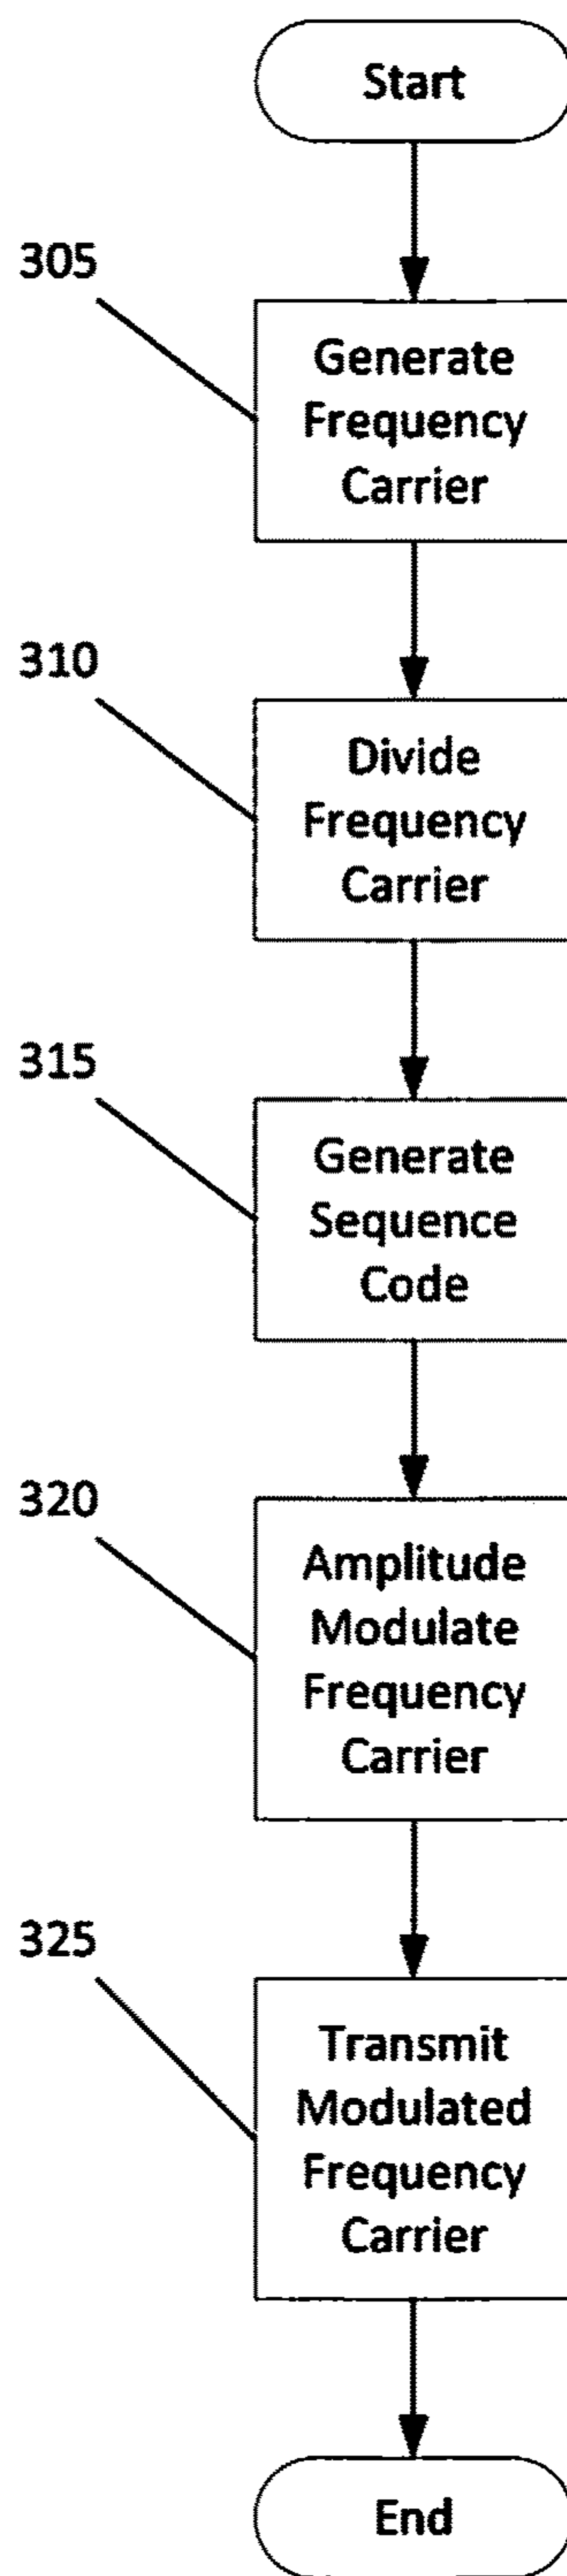 Start
305
Generate
Frequency
Carrier
310
Divide
Frequency
Carrier
315
Generate
Sequence
Code
320
Amplitude
Modulate
Frequency
Carrier
325
Transmit
Modulated
Frequency
Carrier
End